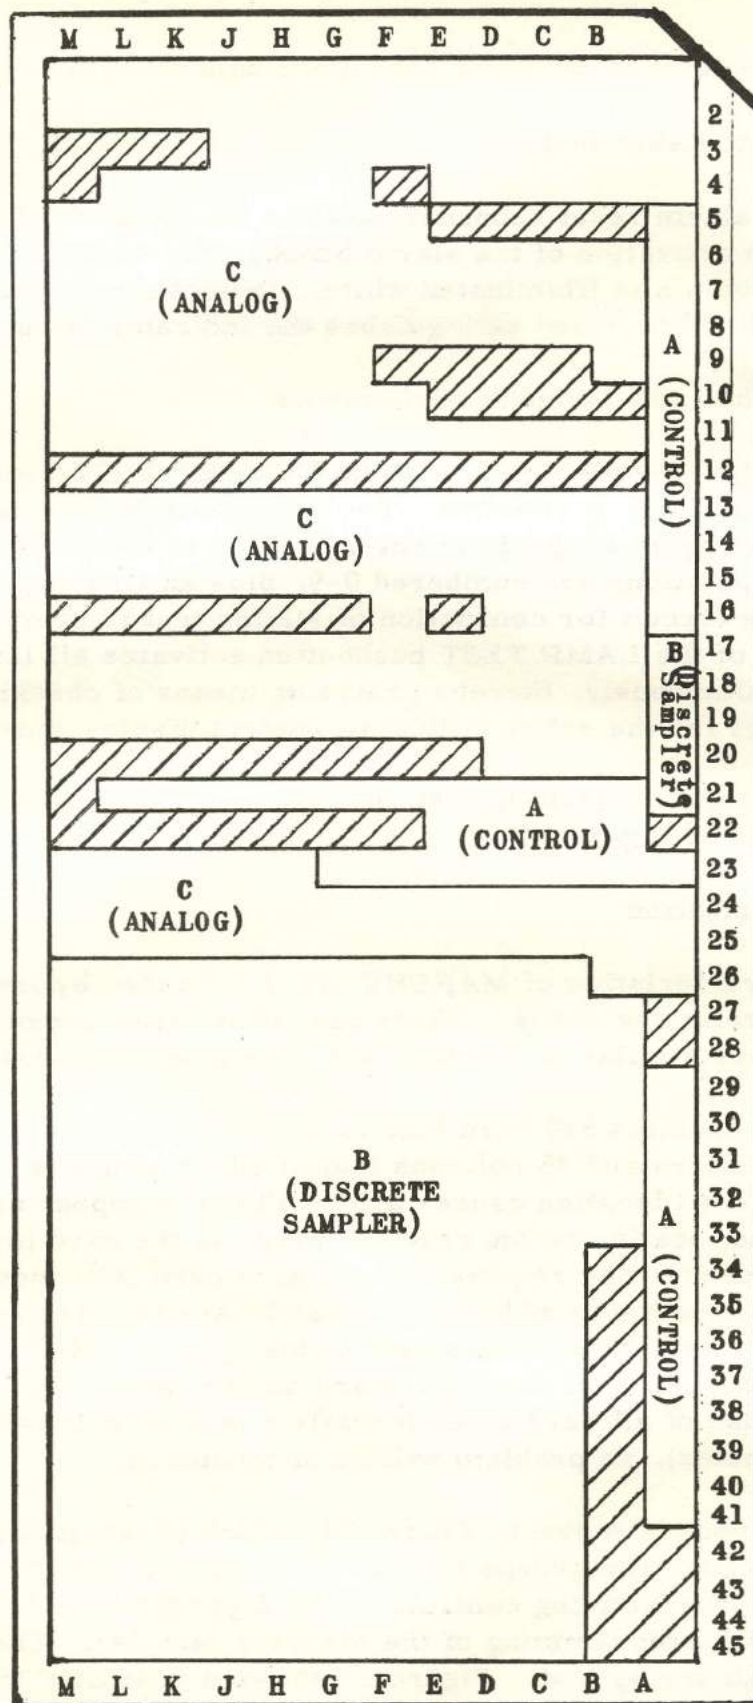 M L K J H G F E D C B
2
3
4
5
C
6
(ANALOG)
7
8
9
A (CONTROL)
10
11
12
13
C
(ANALOG)
14
15
16
17
B (Discrete Sampler)
18
19
20
21
A
(CONTROL)
22
23
C
(ANALOG)
24
25
26
27
28
29
30
31
B
(DISCRETE
SAMPLER)
32
33
A (CONTROL)
34
35
36
37
38
39
40
41
42
43
44
45
M L K J H G F E D C B A